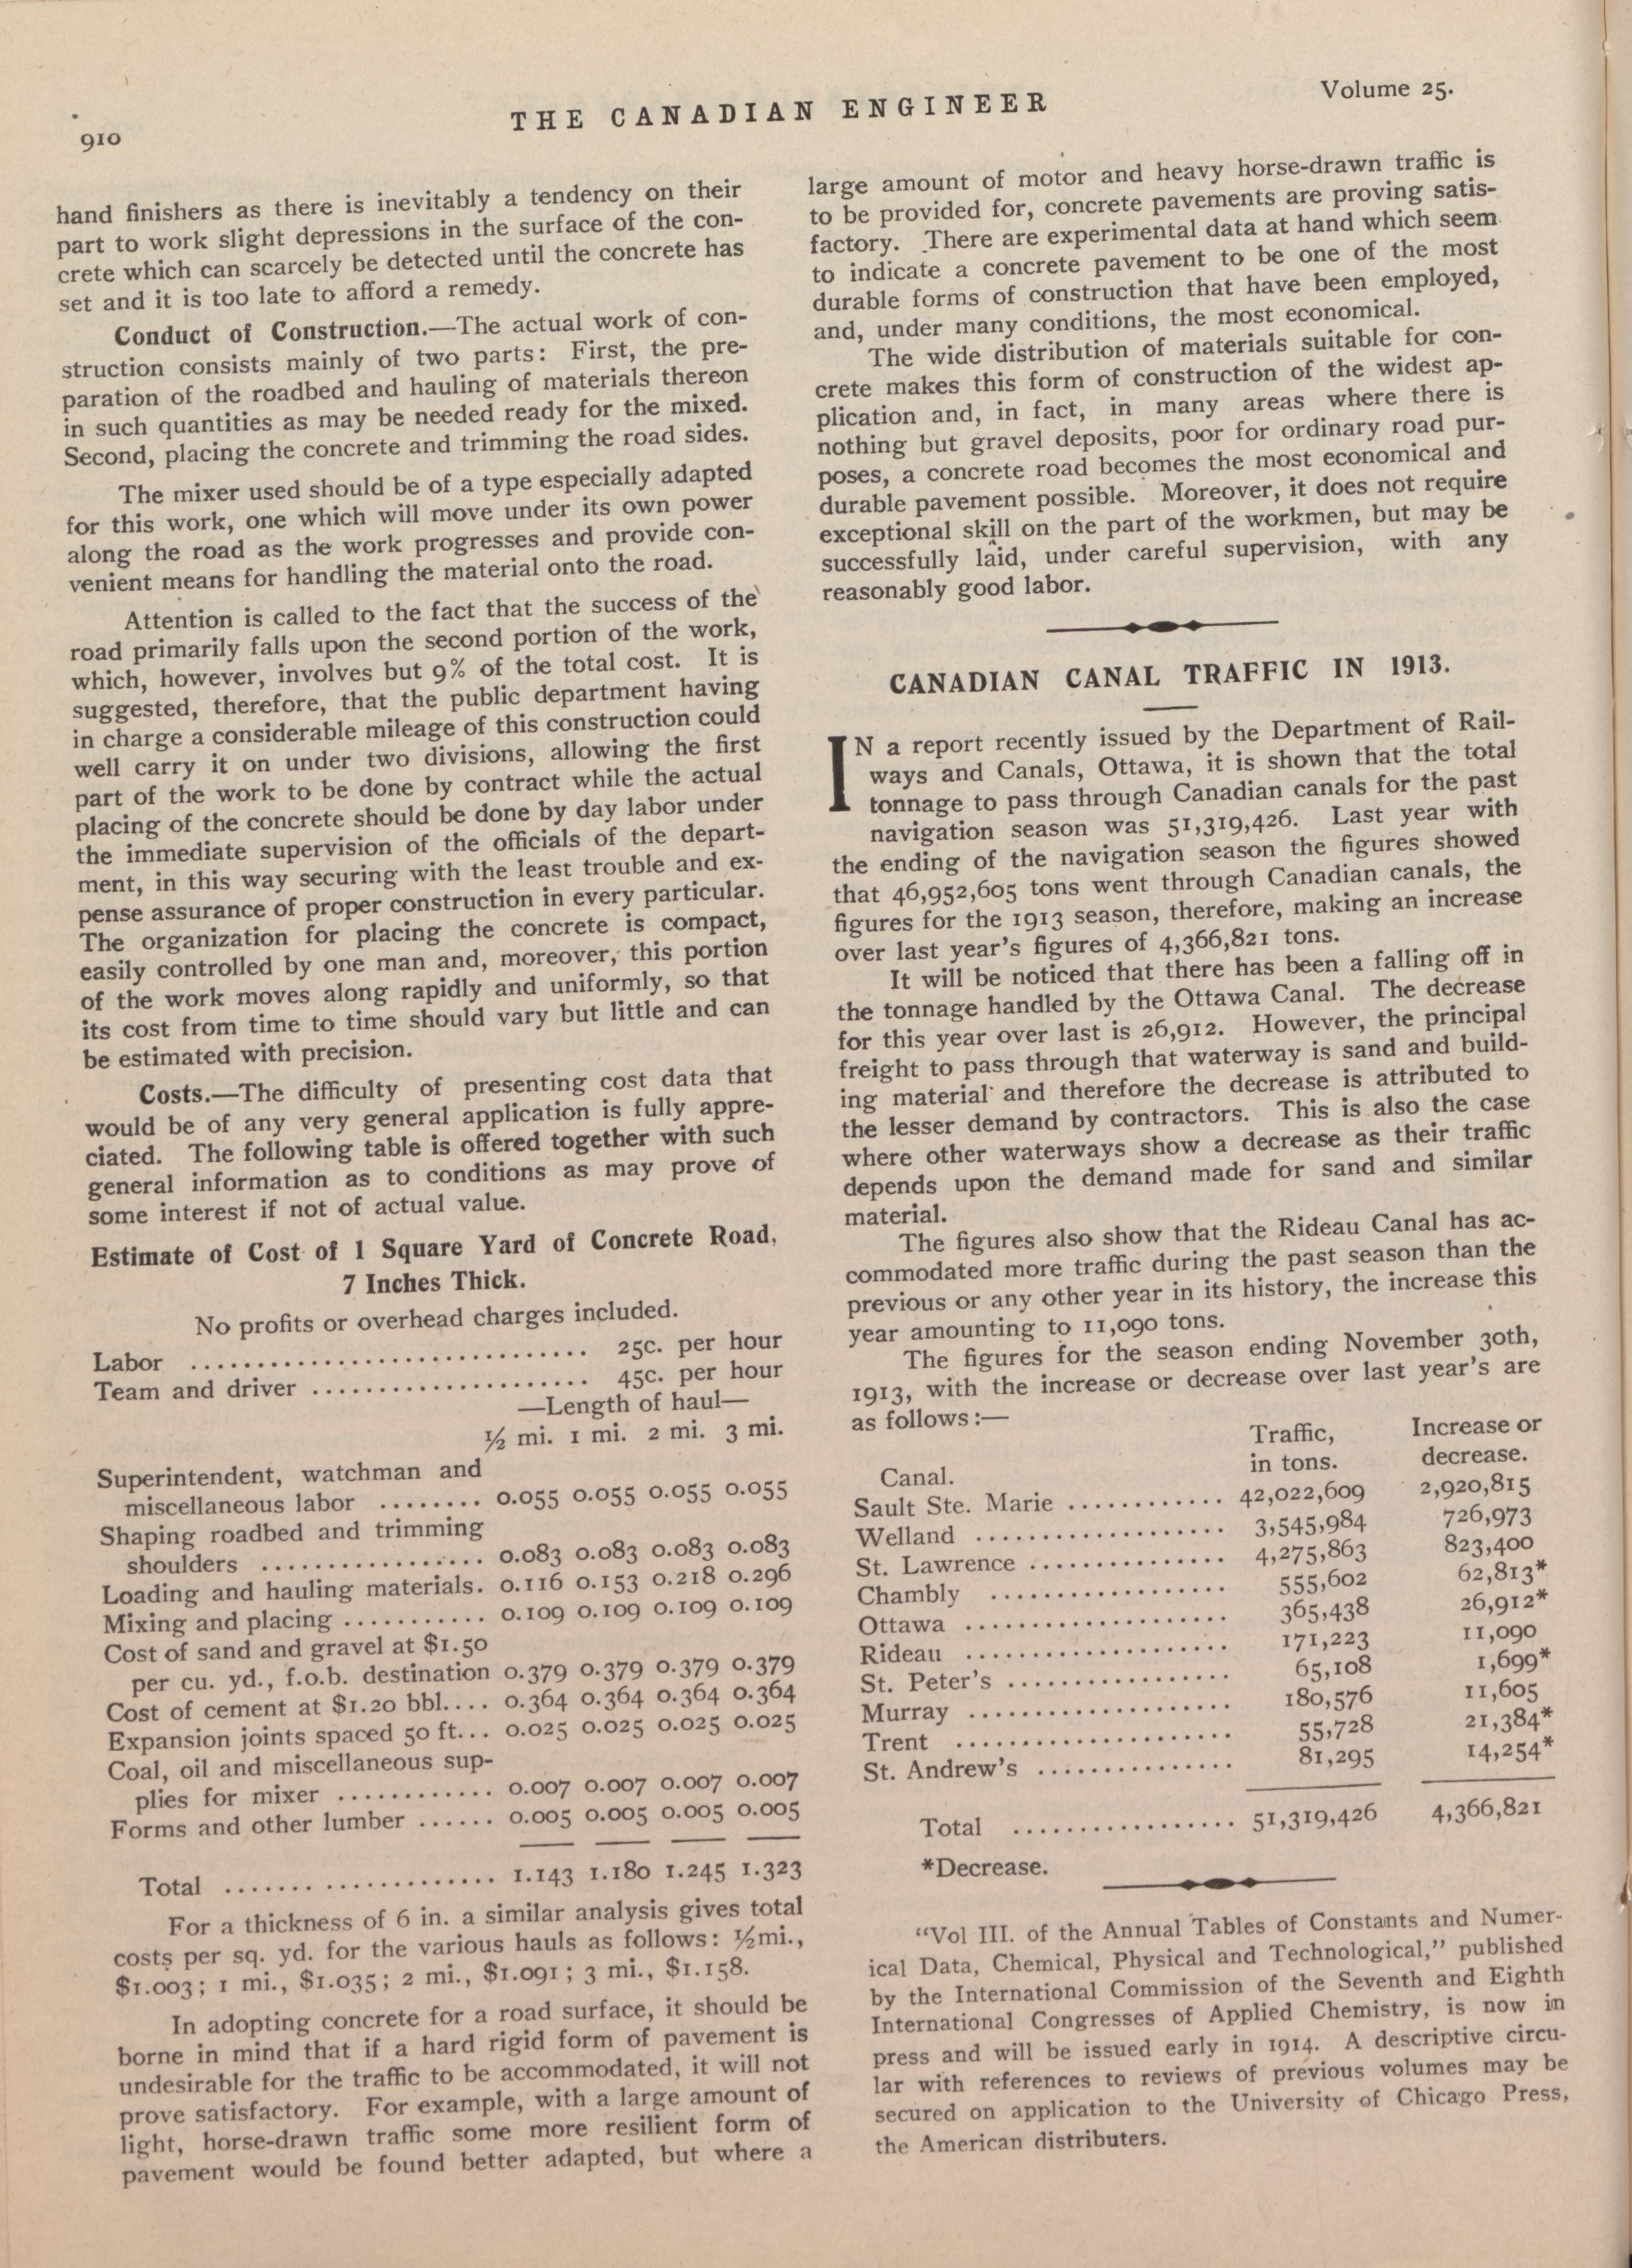 910
THE CANADIAN ENGINEER
Volume 25.
hand finishers as there is inevitably a tendency on their
part to work slight depressions in the surface of the con-
crete which can scarcely be detected until the concrete has
set and it is too late to afford a remedy.
Conduct of Construction.—The actual work of con-
struction consists mainly of two parts: First, the pre-
paration of the roadbed and hauling of materials thereon
in such quantities as may be needed ready for the mixed.
Second, placing the concrete and trimming the road sides.
The mixer used should be of a type especially adapted
for this work, one which will move under its own power
along the road as the work progresses and provide con-
venient means for handling the material onto the road.
Attention is called to the fact that the success of the
road primarily falls upon the second portion of the work,
which, however, involves but 9% of the total cost. It is
suggested, therefore, that the public department having
in charge a considerable mileage of this construction could
well carry it on under two divisions, allowing the first
part of the work to be done by contract while the actual
placing of the concrete should be done by day labor under
the immediate supervision of the officials of the depart-
ment, in this way securing with the least trouble and ex-
pense assurance of proper construction in every particular.
The organization for placing the concrete is compact,
easily controlled by one man and, moreover, this portion
of the work moves along rapidly and uniformly, so that
its cost from time to time should vary but little and can
be estimated with precision.
Costs.—The difficulty of presenting cost data that
would be of any very general application is fully appre-
ciated. The following table is offered together with such
general information as to conditions as may prove of
some interest if not of actual value.
Estimate of Cost of 1 Square Yard of Concrete Road,
7 Inches Thick.
No profits or overhead charges included.
Labor .............................. 25c. per hour
Team and driver ..................... 45c. per hour
—Length of haul—
½ mi. 1 mi. 2 mi. 3 mi.
Superintendent, watchman and
miscellaneous labor ........ 0.055 0.055 0.055 0.055
Shaping roadbed and trimming
shoulders ................. 0.083 0.083 0.083 0.083
Loading and hauling materials. 0.116 0.153 0.218 0.296
Mixing and placing ........... 0.109 0.109 0.109 0.109
Cost of sand and gravel at $1.50
per cu. yd., f.o.b. destination 0.379 0.379 0.379 0.379
Cost of cement at $1.20 bbl.... 0.364 0.364 0.364 0.364
Expansion joints spaced 50 ft... 0.025 0.025 0.025 0.025
Coal, oil and miscellaneous sup-
plies for mixer ............ 0.007 0.007 0.007 0.007
Forms and other lumber ...... 0.005 0.005 0.005 0.005
Total ...................... 1.143 1.180 1.245 1.323
For a thickness of 6 in. a similar analysis gives total
costs per sq. yd. for the various hauls as follows: ½mi.,
$1.003; 1 mi., $1.035; 2 mi., $1.091; 3 mi., $1.158.
In adopting concrete for a road surface, it should be
borne in mind that if a hard rigid form of pavement is
undesirable for the traffic to be accommodated, it will not
prove satisfactory. For example, with a large amount of
light, horse-drawn traffic some more resilient form of
pavement would be found better adapted, but where a
large amount of motor and heavy horse-drawn traffic is
to be provided for, concrete pavements are proving satis-
factory. There are experimental data at hand which seem
to indicate a concrete pavement to be one of the most
durable forms of construction that have been employed,
and, under many conditions, the most economical.
The wide distribution of materials suitable for con-
crete makes this form of construction of the widest ap-
plication and, in fact, in many areas where there is
nothing but gravel deposits, poor for ordinary road pur-
poses, a concrete road becomes the most economical and
durable pavement possible. Moreover, it does not require
exceptional skill on the part of the workmen, but may be
successfully laid, under careful supervision, with any
reasonably good labor.
CANADIAN CANAL TRAFFIC IN 1913.
IN a report recently issued by the Department of Rail-
ways and Canals, Ottawa, it is shown that the total
tonnage to pass through Canadian canals for the past
navigation season was 51,319,426. Last year with
the ending of the navigation season the figures showed
that 46,952,605 tons went through Canadian canals, the
figures for the 1913 season, therefore, making an increase
over last year's figures of 4,366,821 tons.
It will be noticed that there has been a falling off in
the tonnage handled by the Ottawa Canal. The decrease
for this year over last is 26,912. However, the principal
freight to pass through that waterway is sand and build-
ing material and therefore the decrease is attributed to
the lesser demand by contractors. This is also the case
where other waterways show a decrease as their traffic
depends upon the demand made for sand and similar
material.
The figures also show that the Rideau Canal has ac-
commodated more traffic during the past season than the
previous or any other year in its history, the increase this
year amounting to 11,090 tons.
The figures for the season ending November 30th,
1913, with the increase or decrease over last year's are
as follows:—
Traffic, Increase or
Canal. in tons. decrease.
Sault Ste. Marie ............ 42,022,609 2,920,815
Welland ................... 3,545,984 726,973
St. Lawrence ............... 4,275,863 823,400
Chambly .................. 555,602 62,813*
Ottawa .................... 365,438 26,912*
Rideau .................... 171,223 11,090
St. Peter's ................. 65,108 1,699*
Murray .................... 180,576 11,605
Trent ..................... 55,728 21,384*
St. Andrew's ............... 81,295 14,254*
Total ................. 51,319,426 4,366,821
*Decrease.
"Vol III. of the Annual Tables of Constants and Numer-
ical Data, Chemical, Physical and Technological," published
by the International Commission of the Seventh and Eighth
International Congresses of Applied Chemistry, is now in
press and will be issued early in 1914. A descriptive circu-
lar with references to reviews of previous volumes may be
secured on application to the University of Chicago Press,
the American distributers.